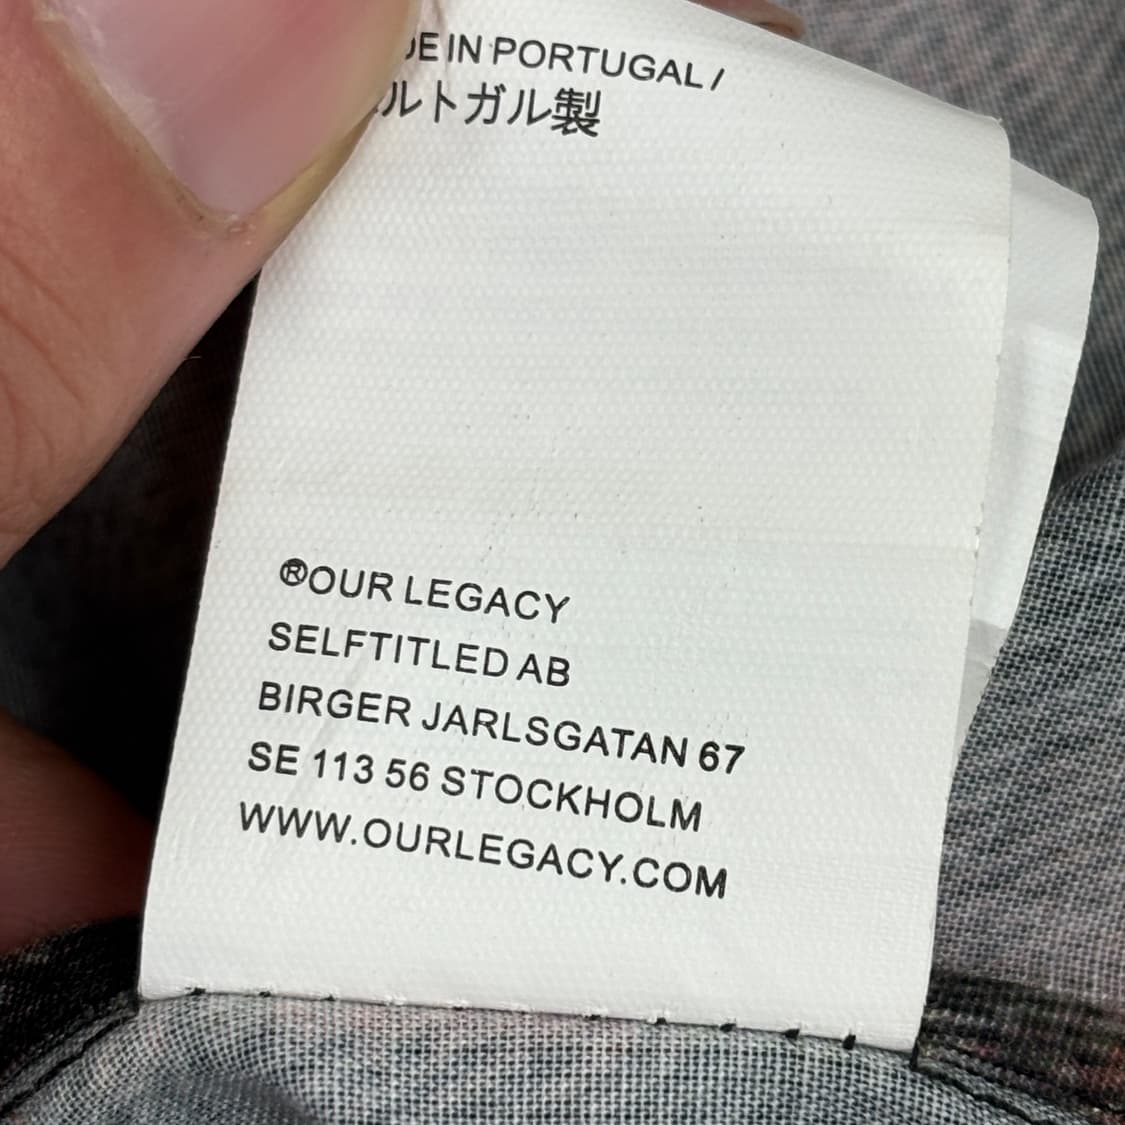 IN PORTUGAL /
ルトガル製
®OUR LEGACY
SELFTITLED AB
BIRGER JARLSGATAN 67
SE 113 56 STOCKHOLM
WWW.OURLEGACY.COM